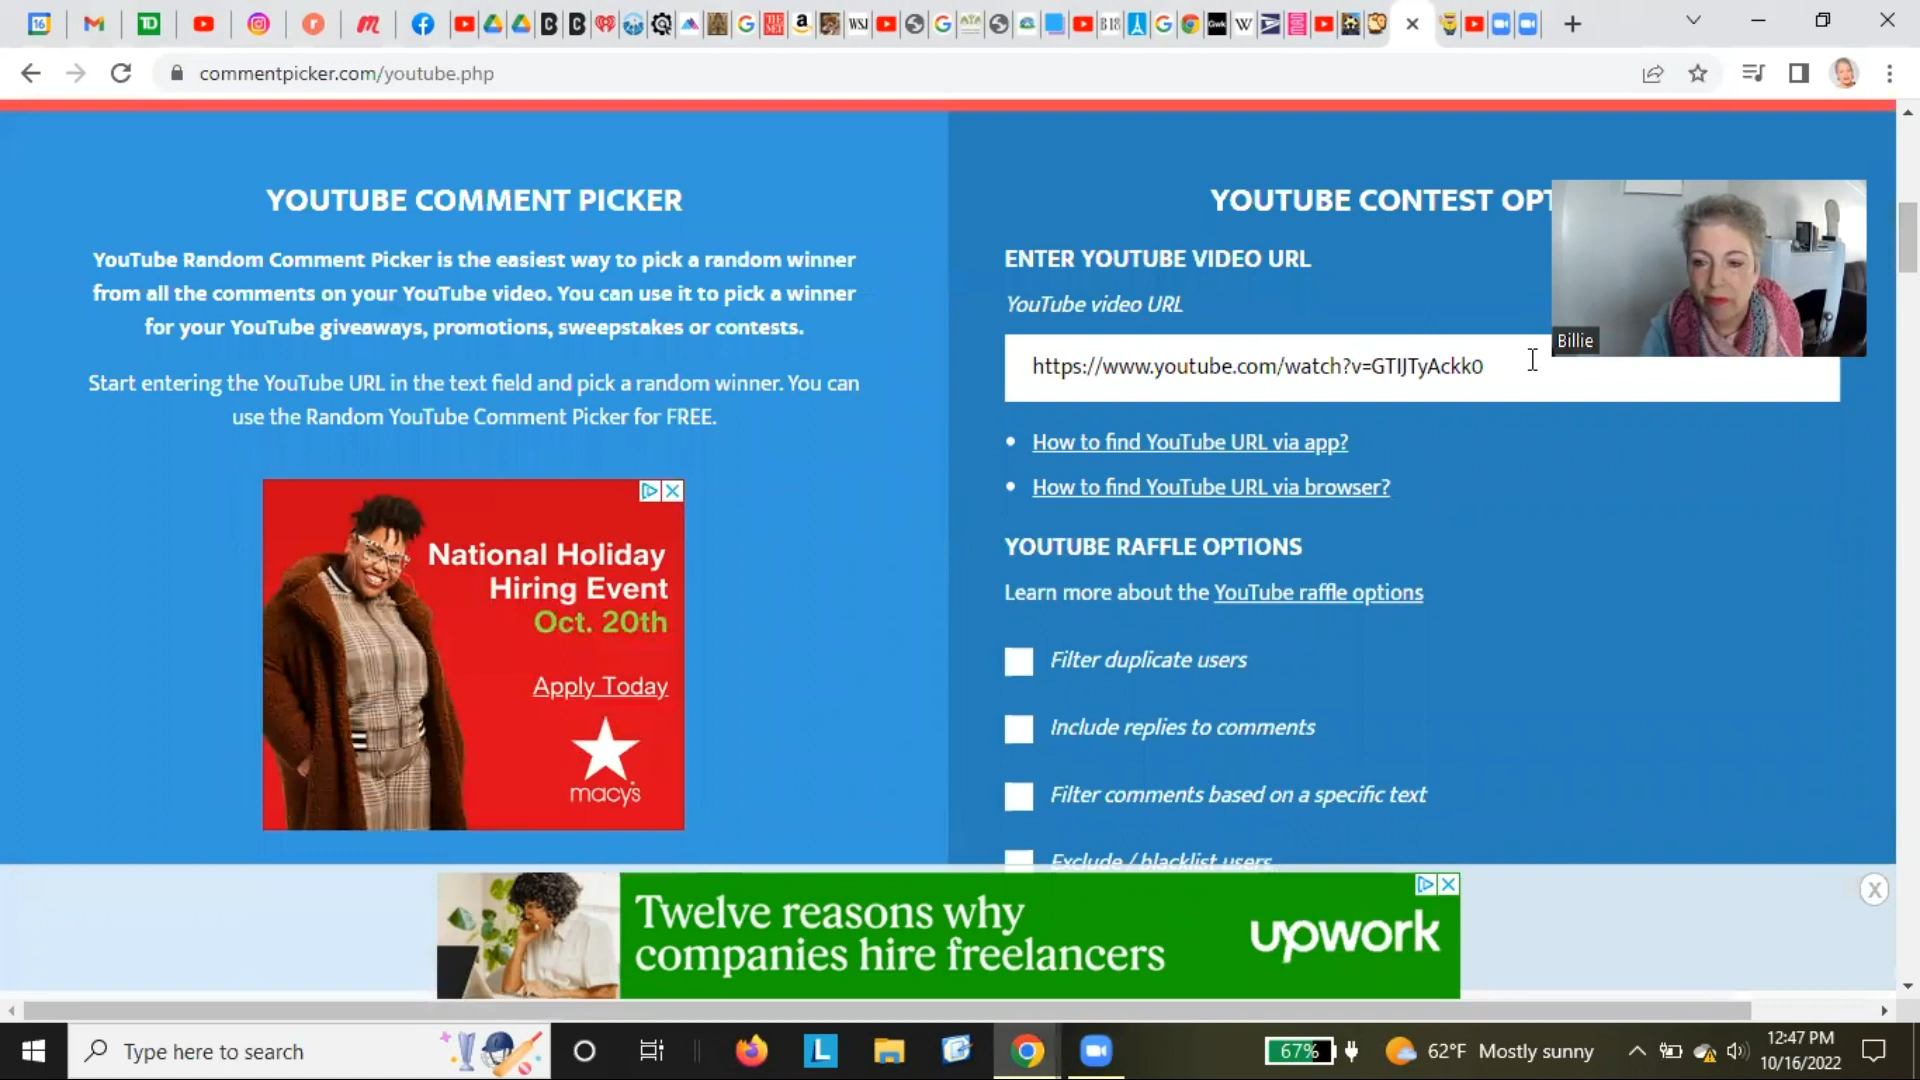 commentpicker.com/youtube.php
YOUTUBE COMMENT PICKER
YouTube Random Comment Picker is the easiest way to pick a random winner
from all the comments on your YouTube video. You can use it to pick a winner
for your YouTube giveaways, promotions, sweepstakes or contests.
Start entering the YouTube URL in the text field and pick a random winner. You can
use the Random YouTube Comment Picker for FREE.
National Holiday
Hiring Event
Oct. 20th
Apply Today
macy's
YOUTUBE CONTEST OPT
ENTER YOUTUBE VIDEO URL
YouTube video URL
Billie
https://www.youtube.com/watch?v=GTIJTyAckk0
• How to find YouTube URL via app?
• How to find YouTube URL via browser?
YOUTUBE RAFFLE OPTIONS
Learn more about the YouTube raffle options
Filter duplicate users
Include replies to comments
Filter comments based on a specific text
Exclude / blacklist users
Twelve reasons why
companies hire freelancers
upwork
Type here to search
67%
62°F Mostly sunny
12:47 PM
10/16/2022